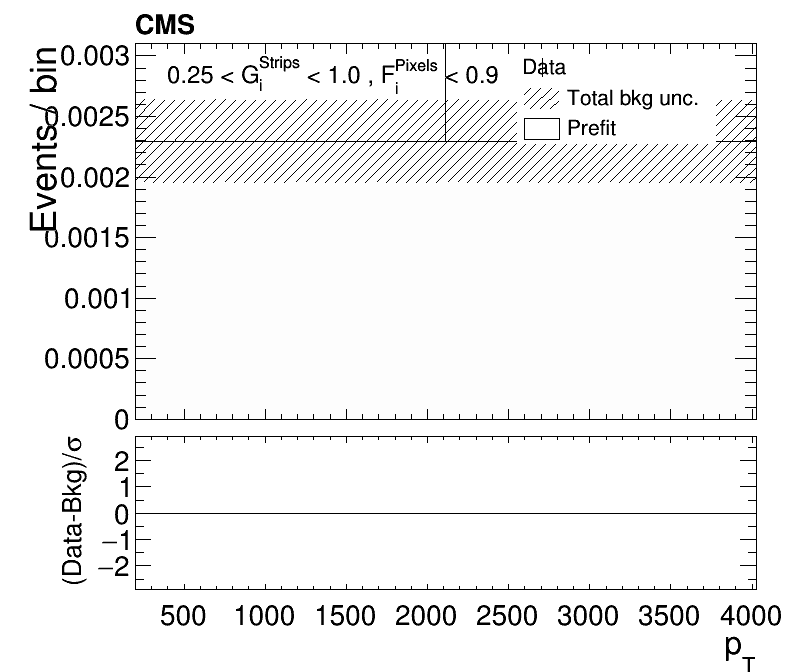 CMS
Events / bin
0.003
0.0025
0.002
0.0015
0.001
0.0005
0
0.25 < G_i^Strips < 1.0 , F_i^Pixels < 0.9
Data
Total bkg unc.
Prefit
(Data-Bkg)/σ
2
1
0
−1
−2
500 1000 1500 2000 2500 3000 3500 4000
p_T